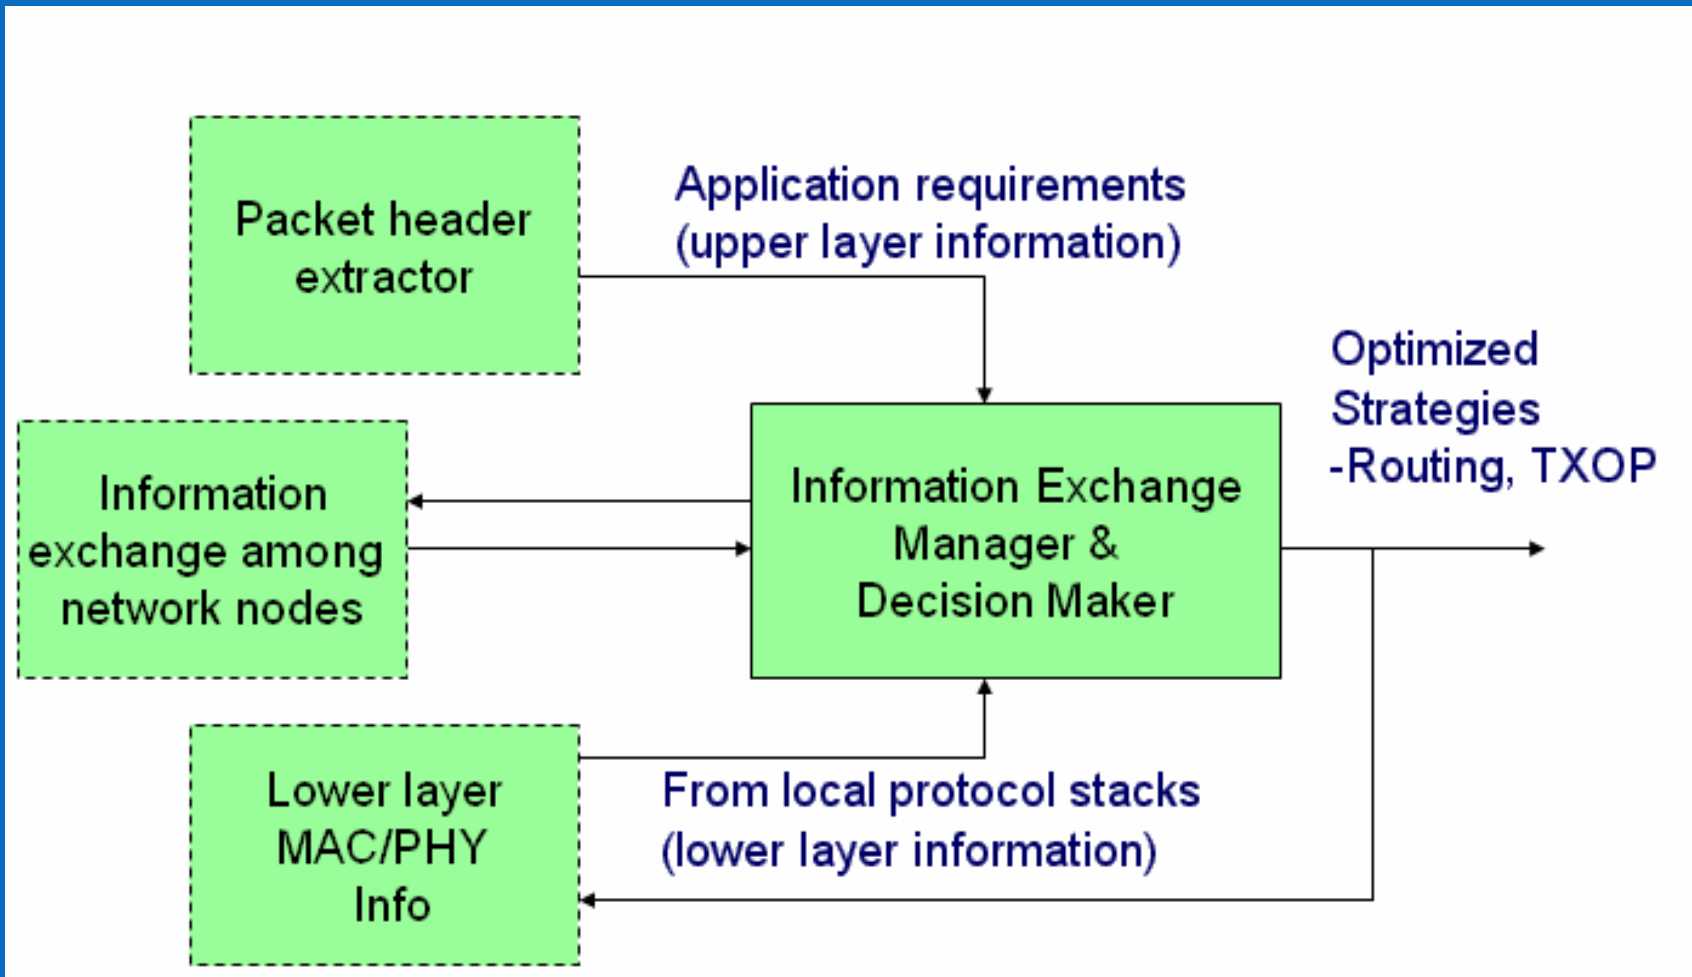 Packet header
extractor
Application requirements
(upper layer information)
Optimized
Strategies
-Routing, TXOP
Information
exchange among
network nodes
Information Exchange
Manager &
Decision Maker
Lower layer
MAC/PHY
Info
From local protocol stacks
(lower layer information)